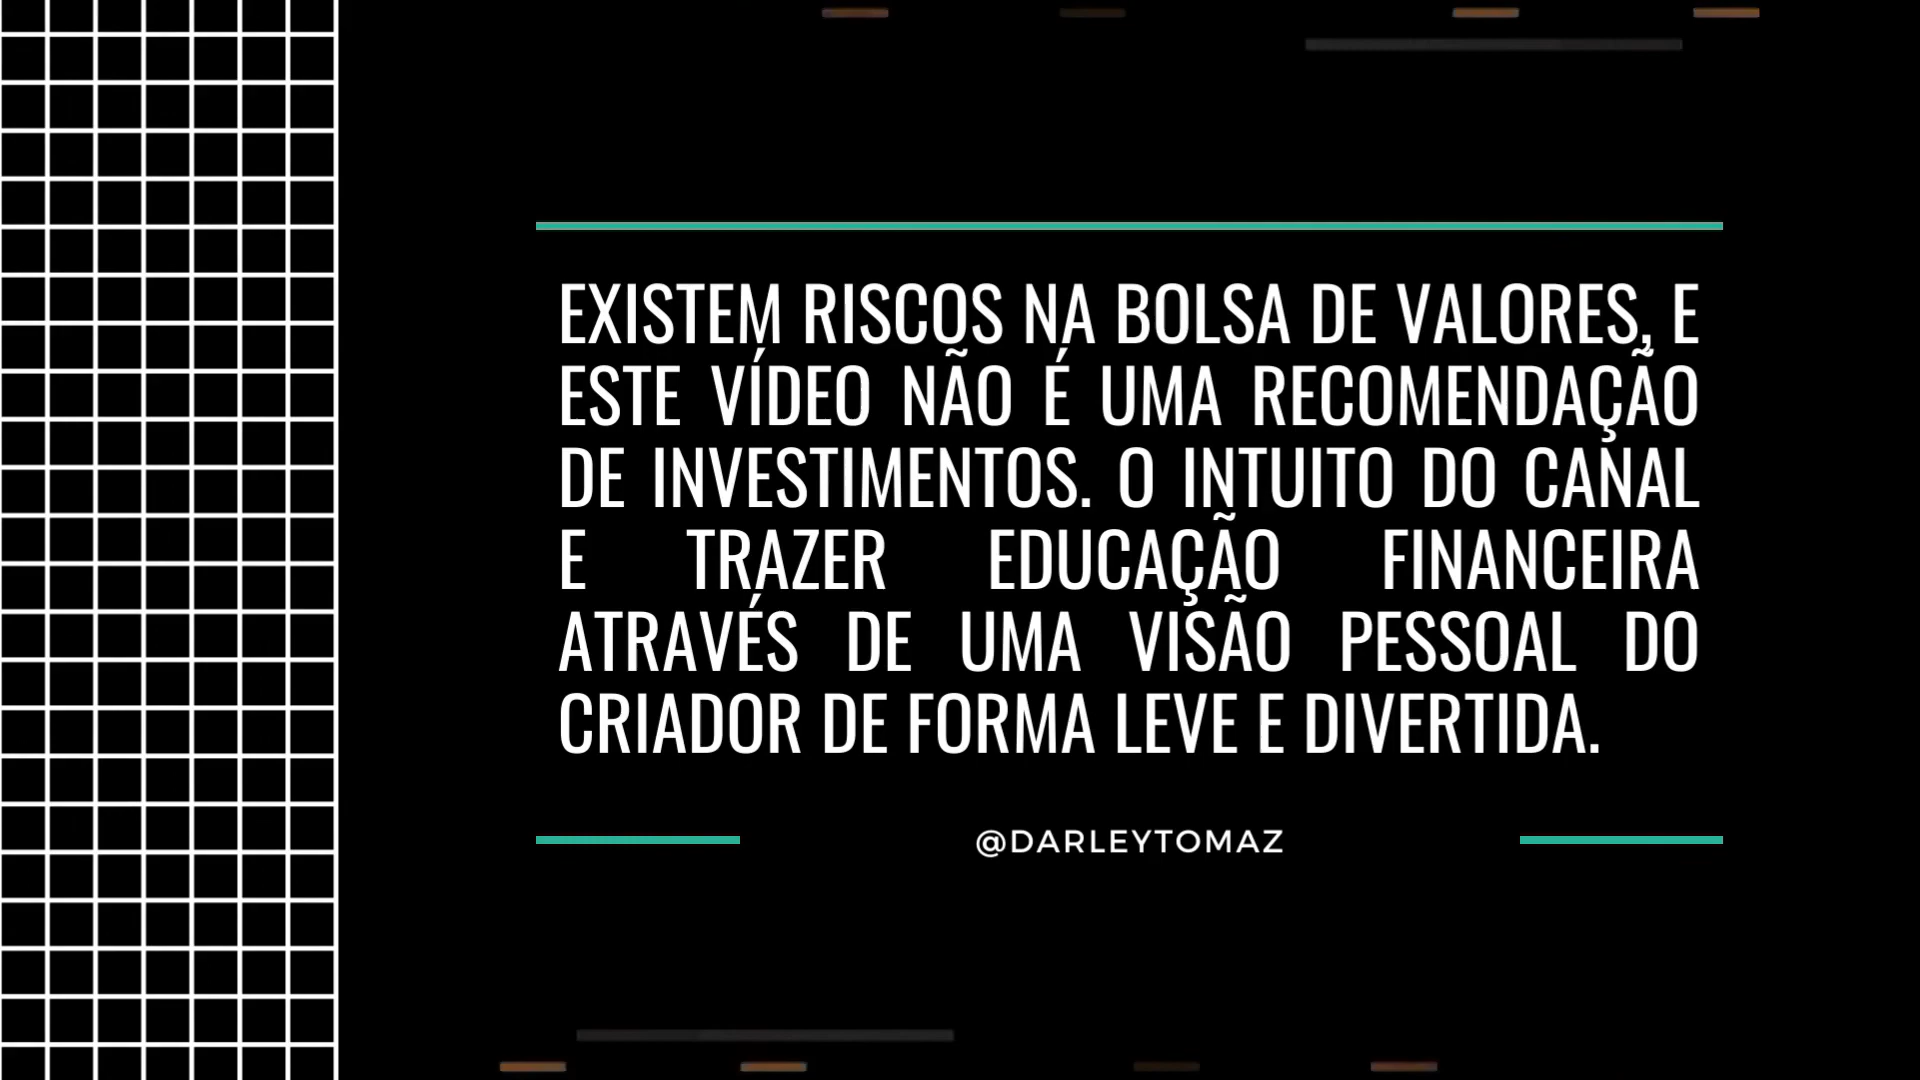 EXISTEM RISCOS NA BOLSA DE VALORES, E
ESTE VÍDEO NÃO É UMA RECOMENDAÇÃO
DE INVESTIMENTOS. O INTUITO DO CANAL
E TRAZER EDUCAÇÃO FINANCEIRA
ATRAVÉS DE UMA VISÃO PESSOAL DO
CRIADOR DE FORMA LEVE E DIVERTIDA.
@DARLEYTOMAZ